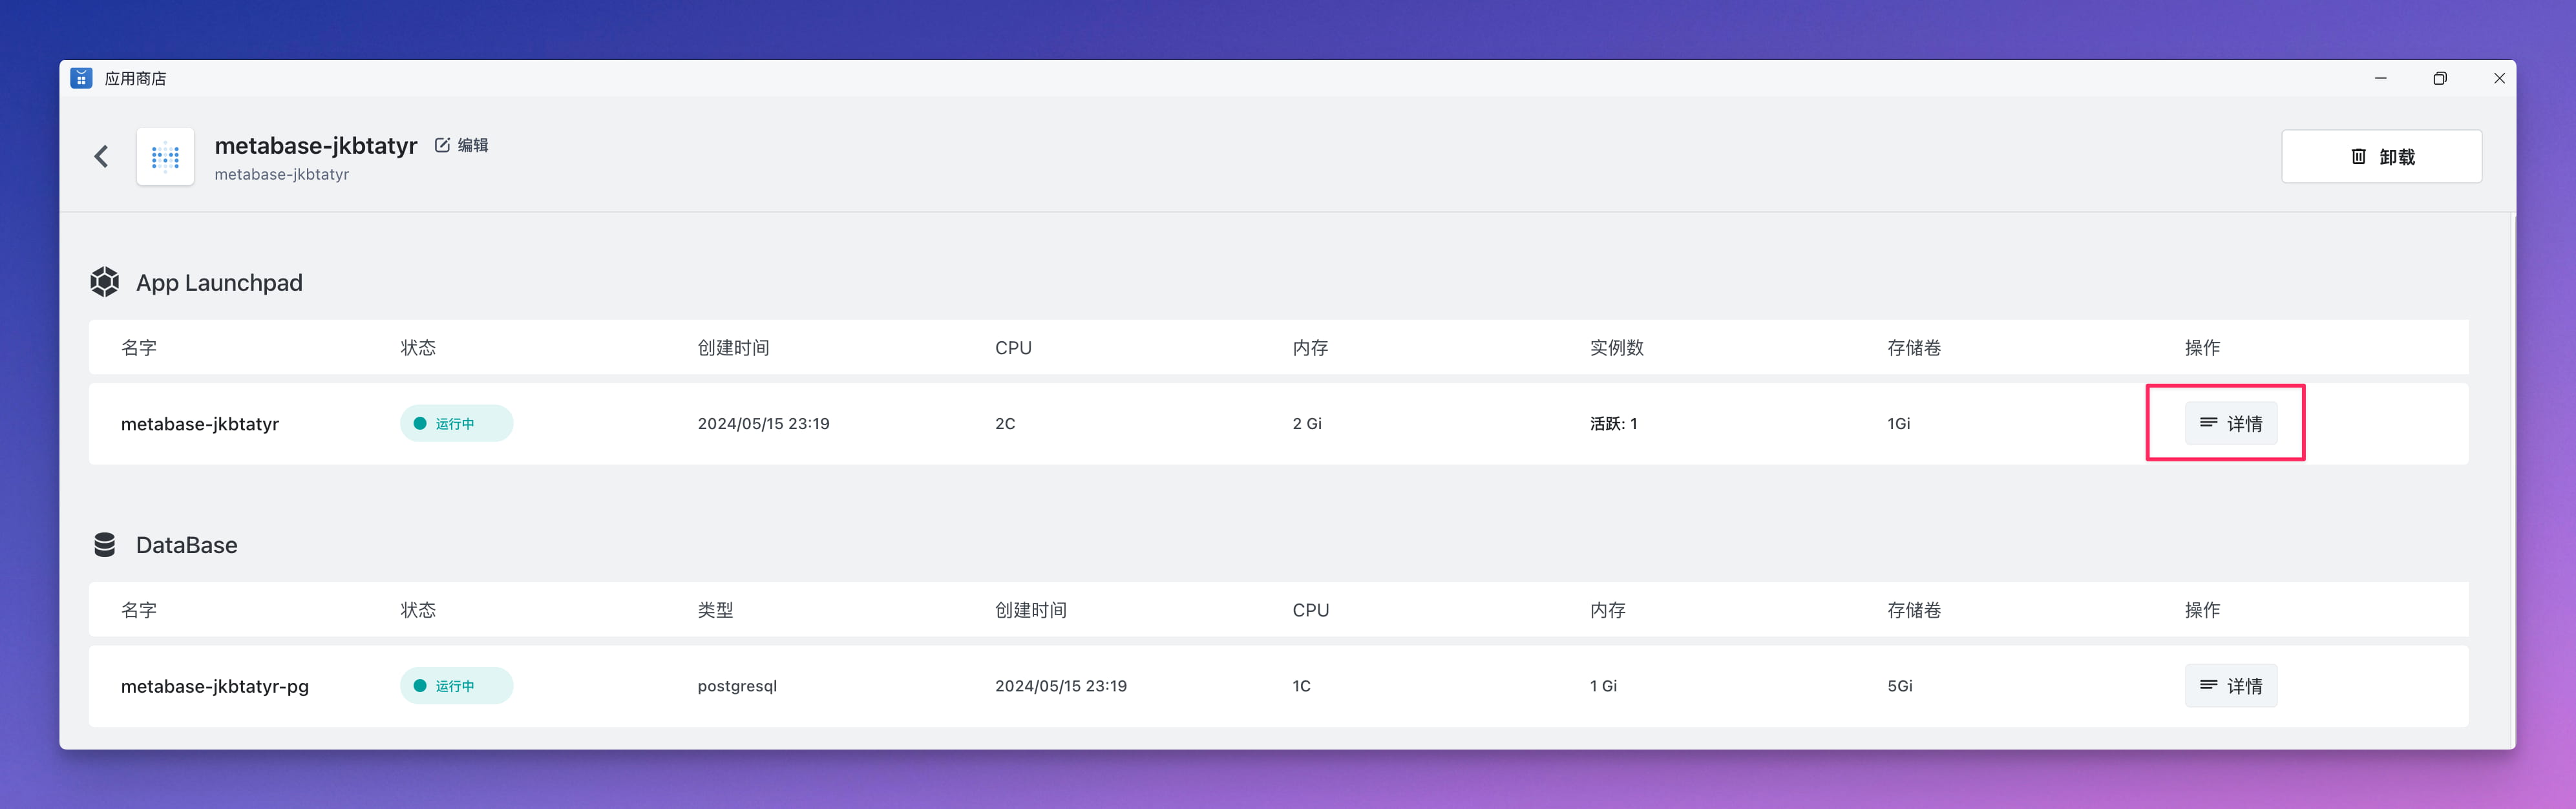 应用商店
metabase-jkbtatyr 编辑
metabase-jkbtatyr
卸载
App Launchpad
名字 状态 创建时间 CPU 内存 实例数 存储卷 操作
metabase-jkbtatyr 运行中 2024/05/15 23:19 2C 2 Gi 活跃: 1 1Gi 详情
DataBase
名字 状态 类型 创建时间 CPU 内存 存储卷 操作
metabase-jkbtatyr-pg 运行中 postgresql 2024/05/15 23:19 1C 1 Gi 5Gi 详情